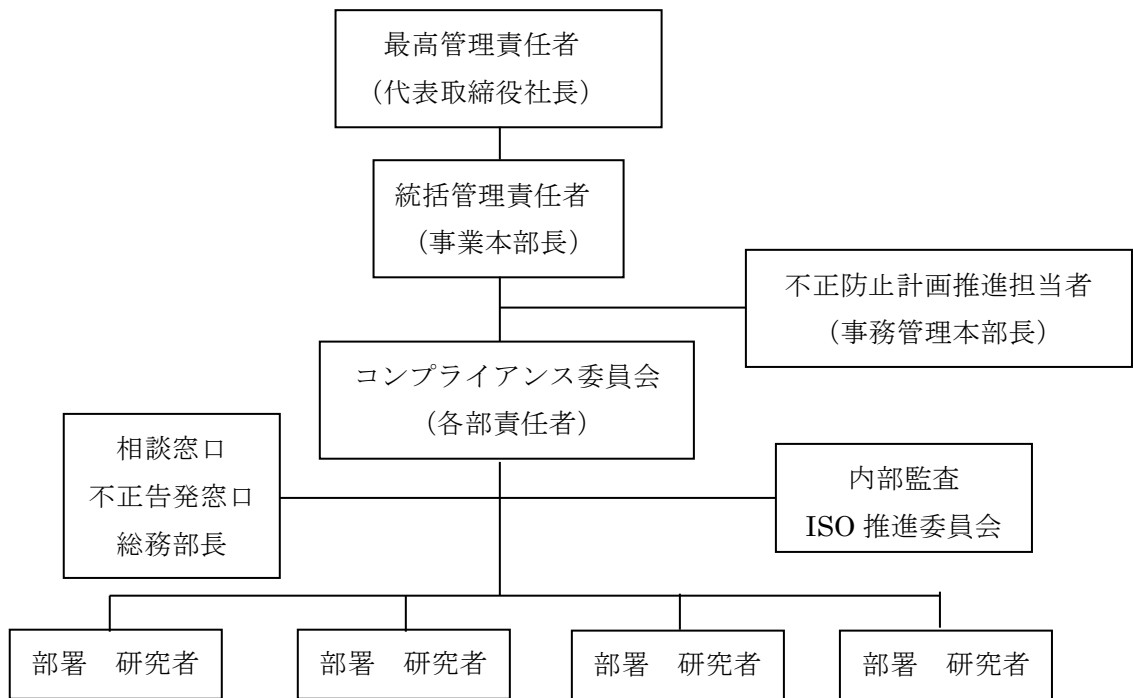 最高管理責任者
（代表取締役社長）
統括管理責任者
（事業本部長）
不正防止計画推進担当者
（事務管理本部長）
コンプライアンス委員会
（各部責任者）
相談窓口
不正告発窓口
総務部長
内部監査
ISO 推進委員会
部署　研究者
部署　研究者
部署　研究者
部署　研究者